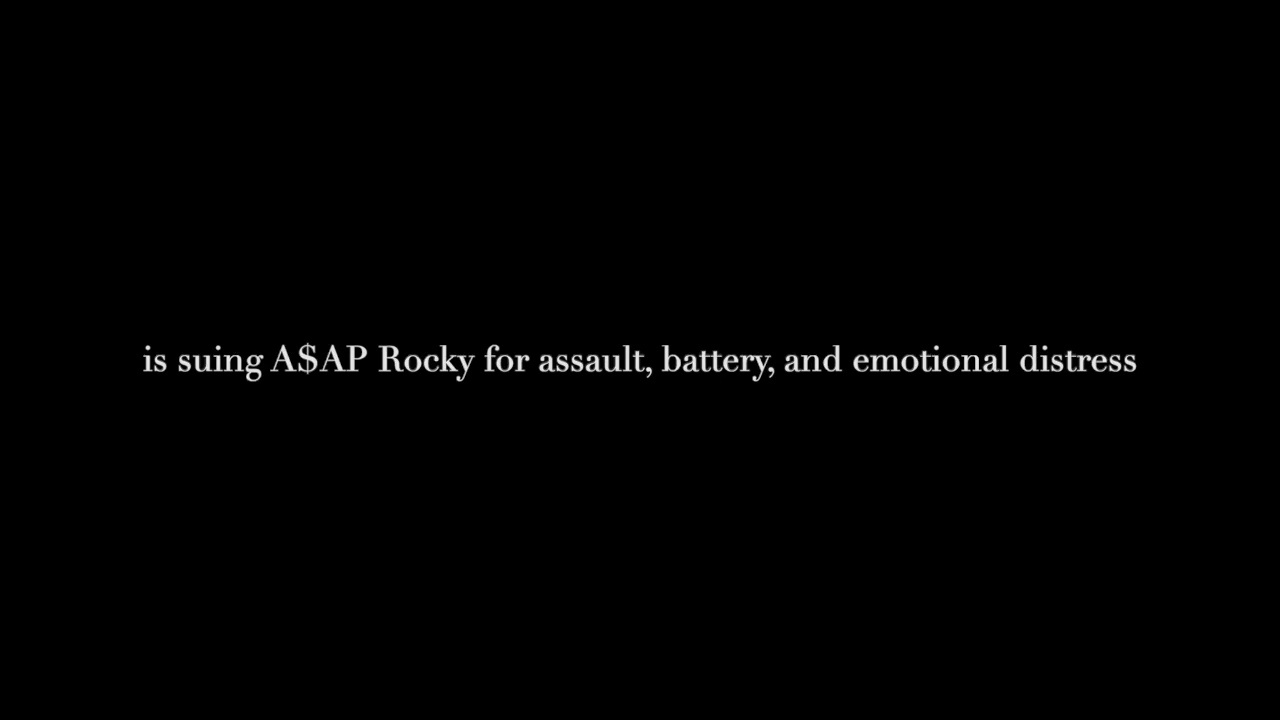 is suing A$AP Rocky for assault, battery, and emotional distress